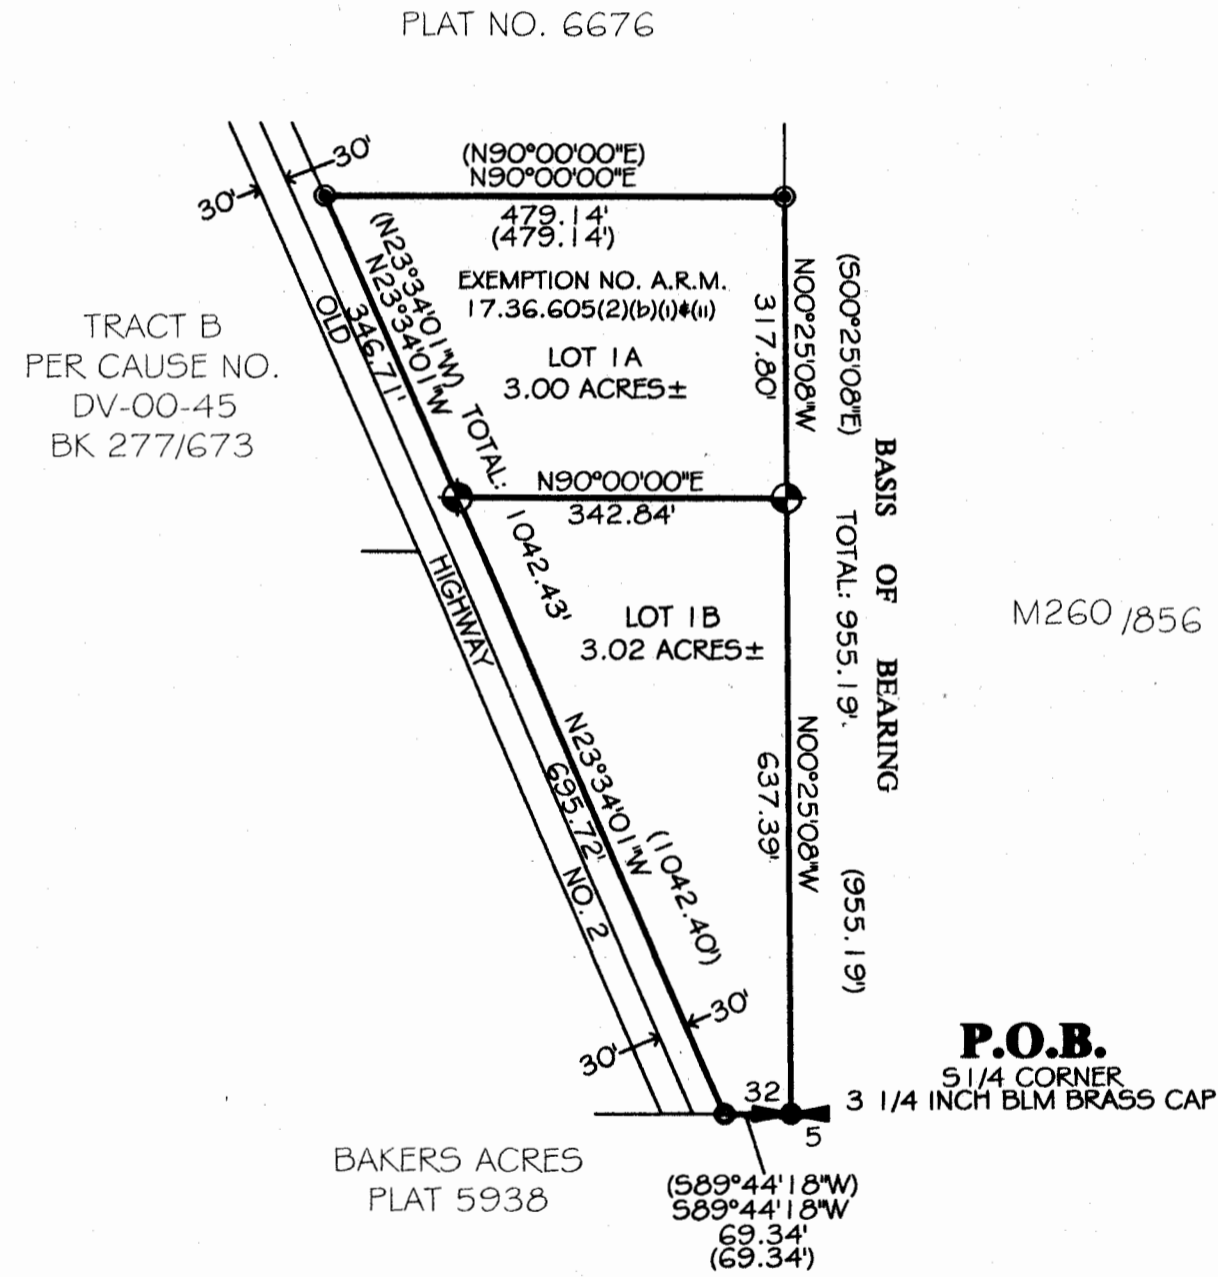 PLAT NO. 6676
30'
30'
(N90°00'00"E)
N90°00'00"E
479.14'
(479.14')
EXEMPTION NO. A.R.M.
17.36.605(2)(b)(i)&(ii)
LOT 1A
3.00 ACRES±
(N23°34'01"W) TOTAL: 1042.43'
N23°34'01"W
346.71'
317.80'
N00°25'08"W
(S00°25'08"E) TOTAL: 955.19'. (955.19')
BASIS OF BEARING
TRACT B
PER CAUSE NO.
DV-00-45
BK 277/673
OLD HIGHWAY NO. 2
N90°00'00"E
342.84'
LOT 1B
3.02 ACRES±
M260/856
N23°34'01"W
695.72'
(1042.40')
637.39'
N00°25'08"W
30'
30'
P.O.B.
S1/4 CORNER
3 1/4 INCH BLM BRASS CAP
32
5
BAKERS ACRES
PLAT 5938
(S89°44'18"W)
S89°44'18"W
69.34'
(69.34')